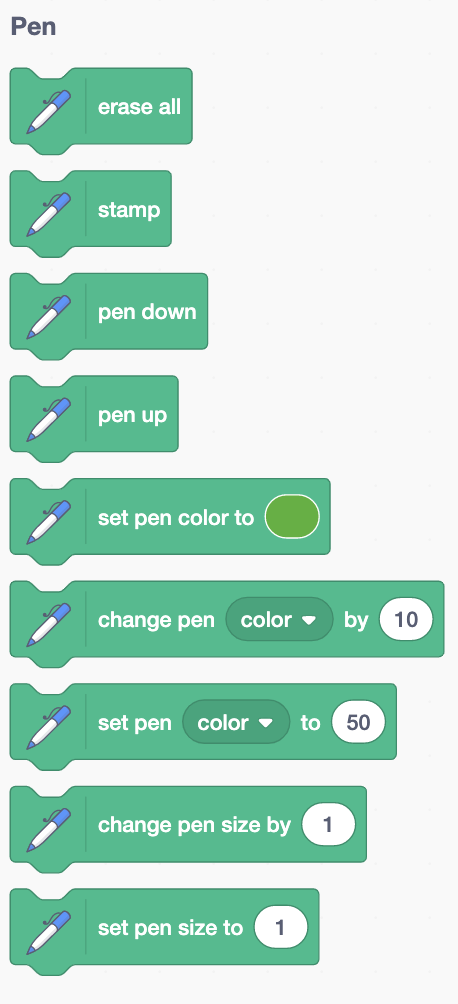 Pen
erase all
stamp
pen down
pen up
set pen color to
change pen color by 10
set pen color to 50
change pen size by 1
set pen size to 1